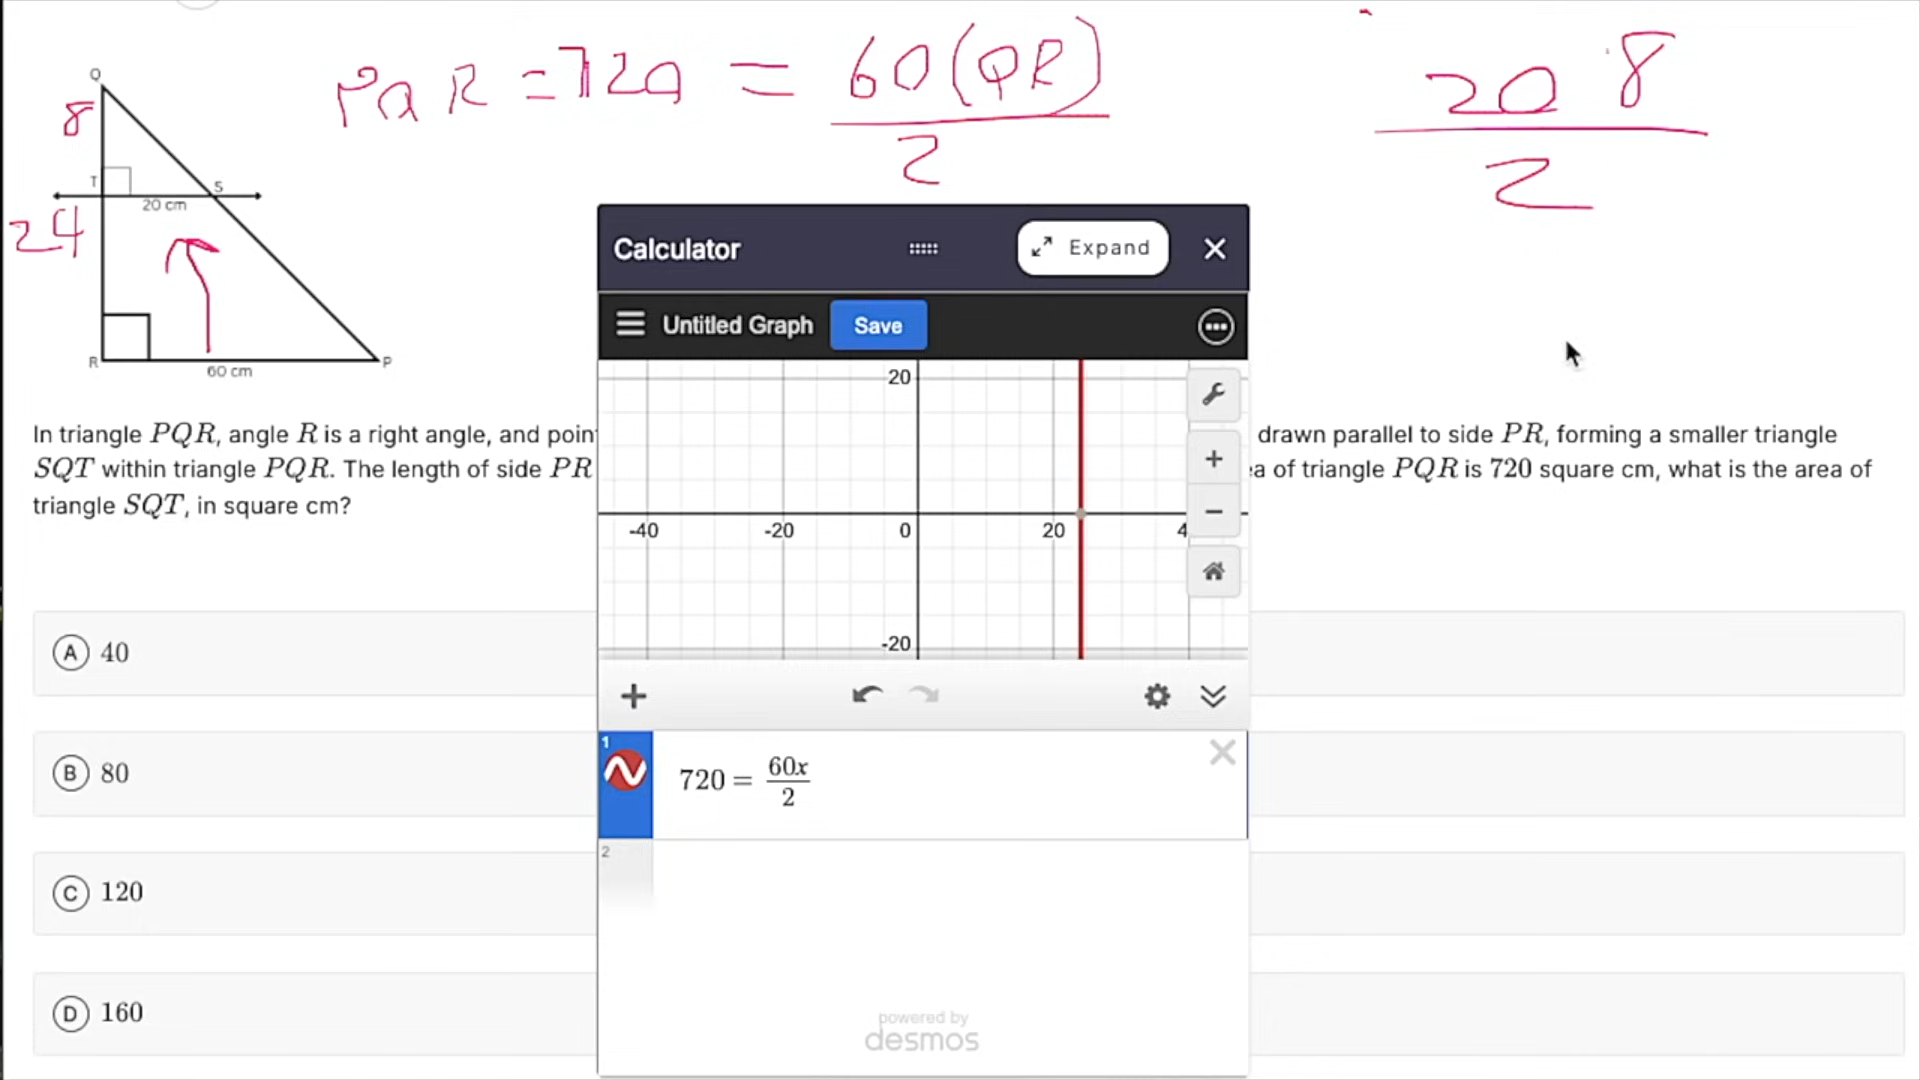 PQR = 720 = 60(QR)
2
20 8
2
Q
8
T
S
20 cm
24
R
P
60 cm
Calculator
Expand
Untitled Graph
Save
20
-40 -20 0 20 4
-20
In triangle PQR, angle R is a right angle, and poin drawn parallel to side PR, forming a smaller triangle
SQT within triangle PQR. The length of side PR a of triangle PQR is 720 square cm, what is the area of
triangle SQT, in square cm?
A 40
B 80
C 120
D 160
1
720 = 60x/2
2
powered by
desmos